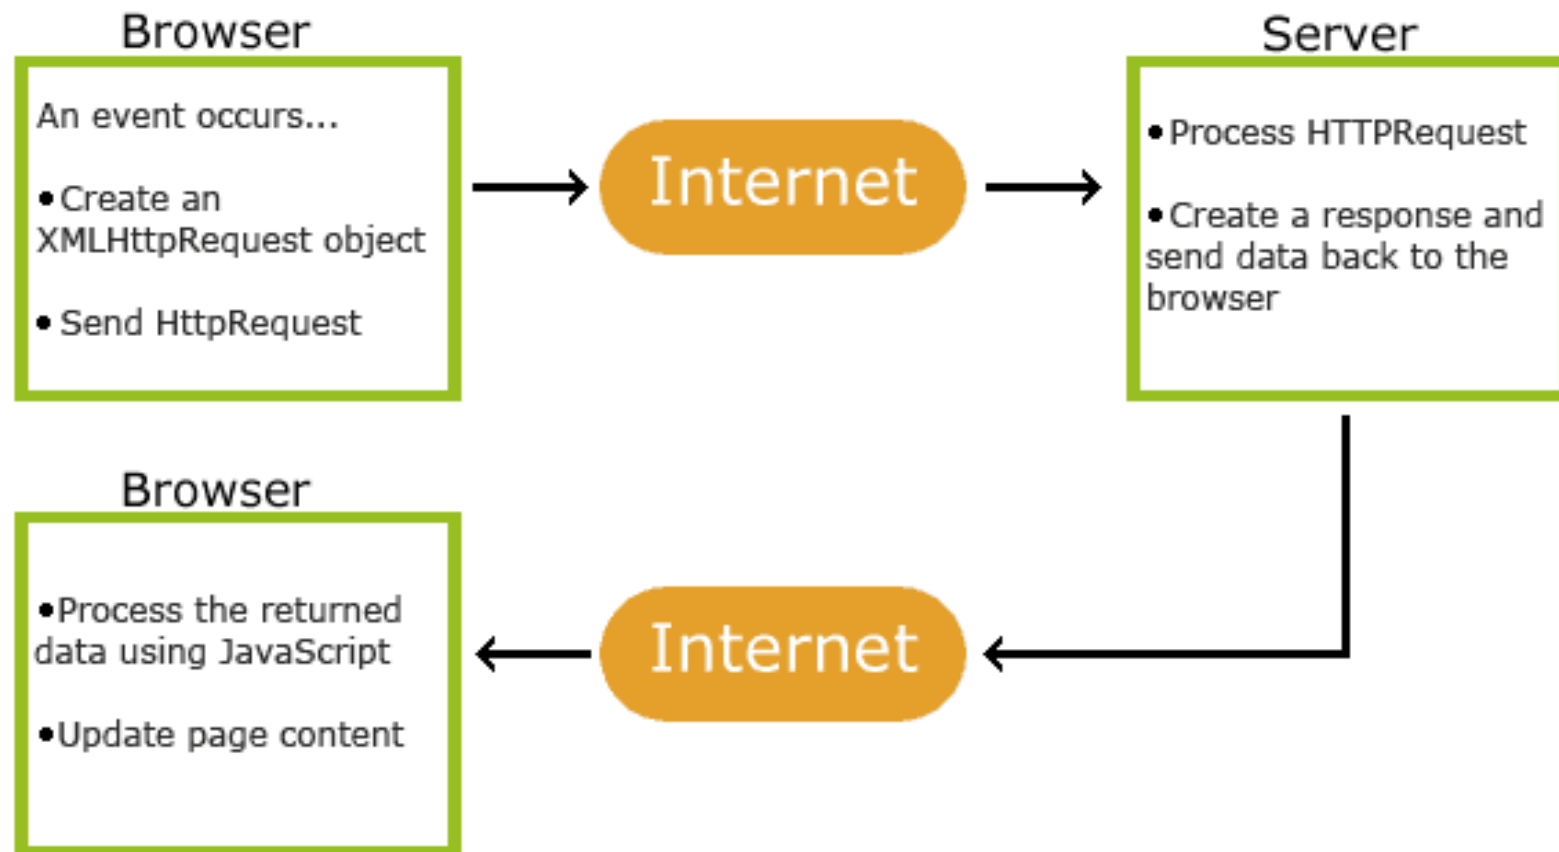 Browser
An event occurs...
•Create an
XMLHttpRequest object
• Send HttpRequest
Internet
Server
•Process HTTPRequest
•Create a response and
send data back to the
browser
Browser
•Process the returned
data using JavaScript
•Update page content
Internet